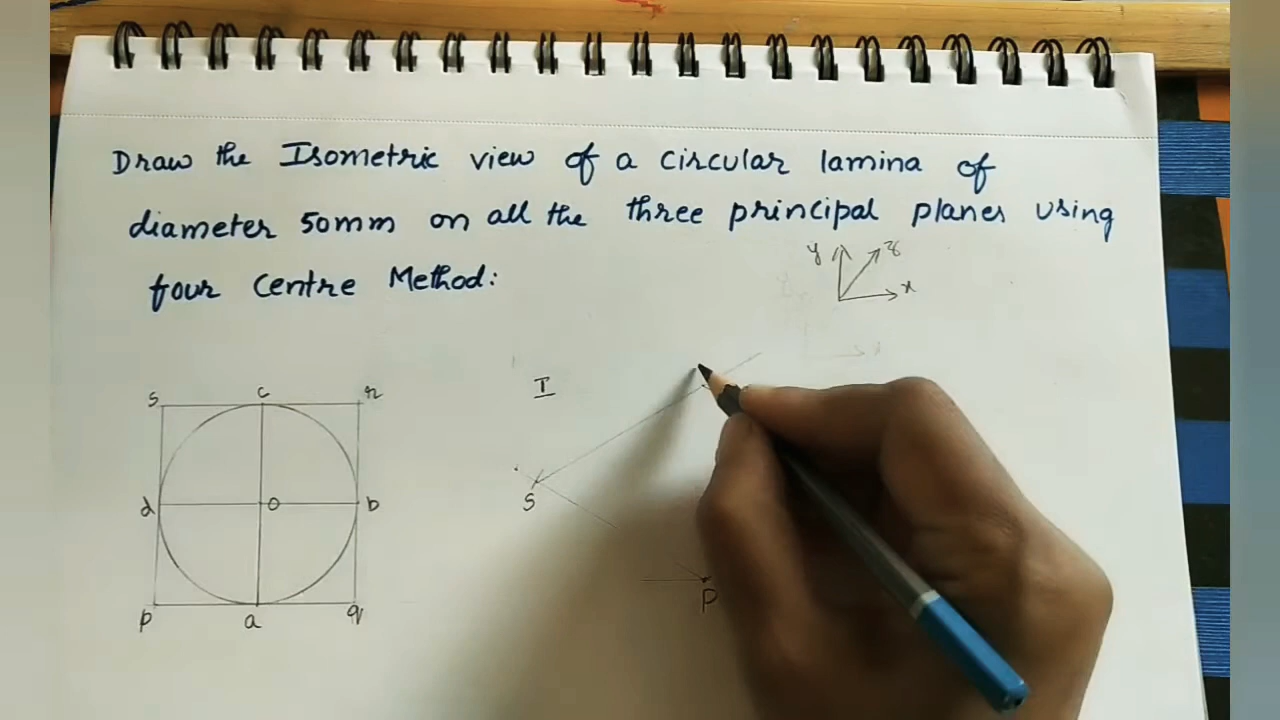 Draw the Isometric view of a circular lamina of
diameter 50mm on all the three principal planes using
four centre Method:
y z
x
I
s c r
d o b
p a q
S
P